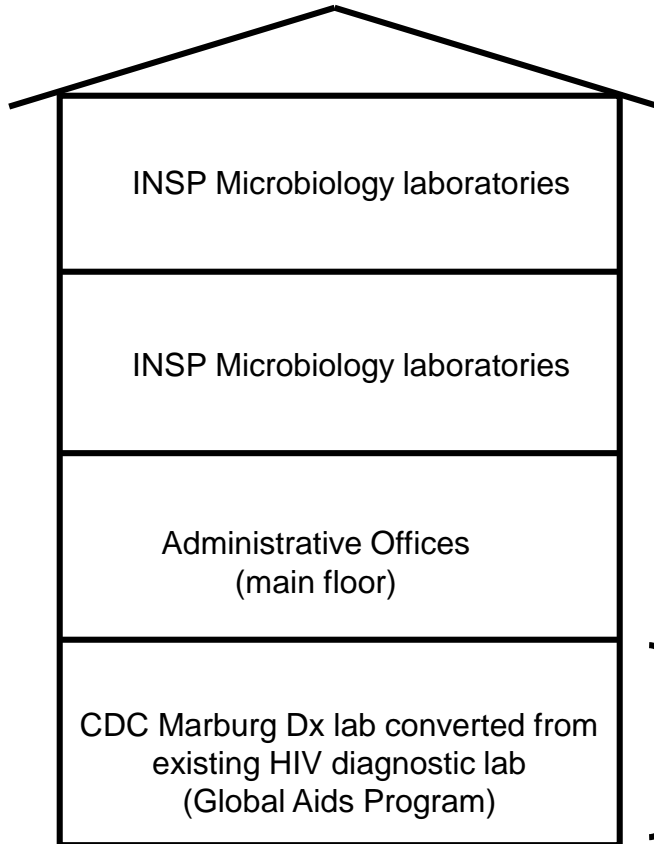 INSP Microbiology laboratories
INSP Microbiology laboratories
Administrative Offices
(main floor)
CDC Marburg Dx lab converted from
existing HIV diagnostic lab
(Global Aids Program)